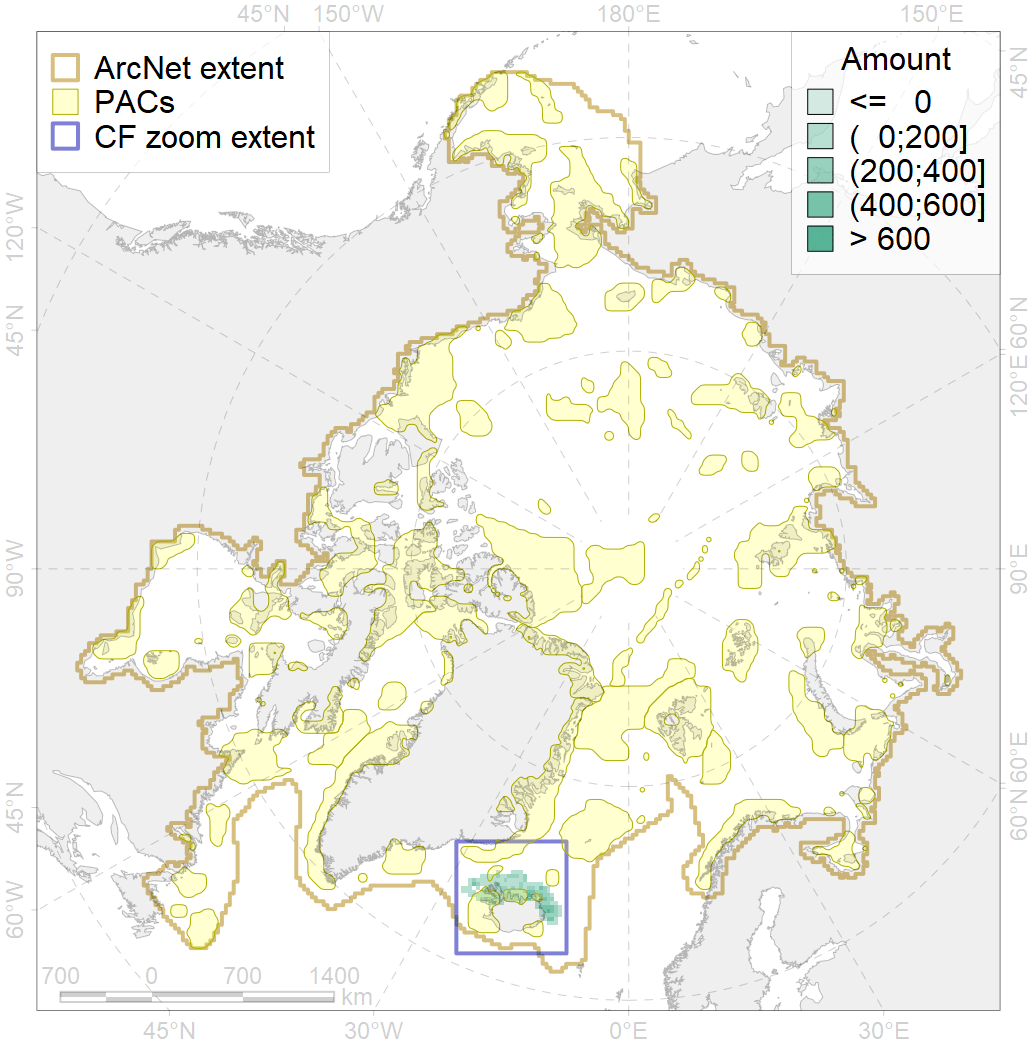 45°N 150°W 180°E 150°E
ArcNet extent
PACs
CF zoom extent
Amount
<= 0
( 0;200]
(200;400]
(400;600]
> 600
45°N
120°W
45°N
90°W
45°N
60°W
60°N
120°E
90°E
60°E
60°N
700 0 700 1400
km
45°N 30°W 0°E 30°E